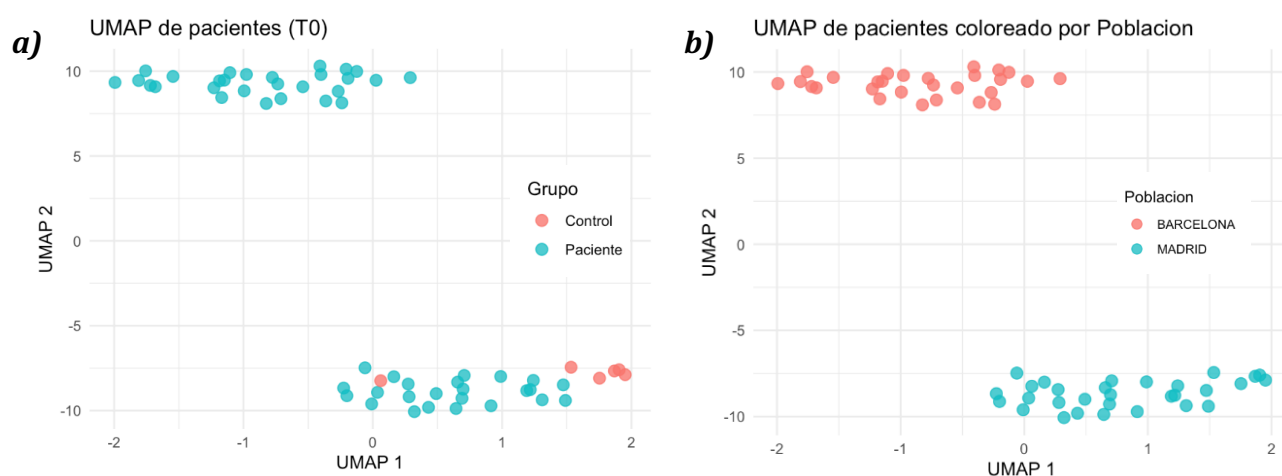 a)
UMAP de pacientes (T0)
10
5
0
-5
-10
UMAP 2
-2
-1
0
1
2
UMAP 1
Grupo
Control
Paciente
b)
UMAP de pacientes coloreado por Poblacion
10
5
0
-5
-10
UMAP 2
-2
-1
0
1
2
UMAP 1
Poblacion
BARCELONA
MADRID